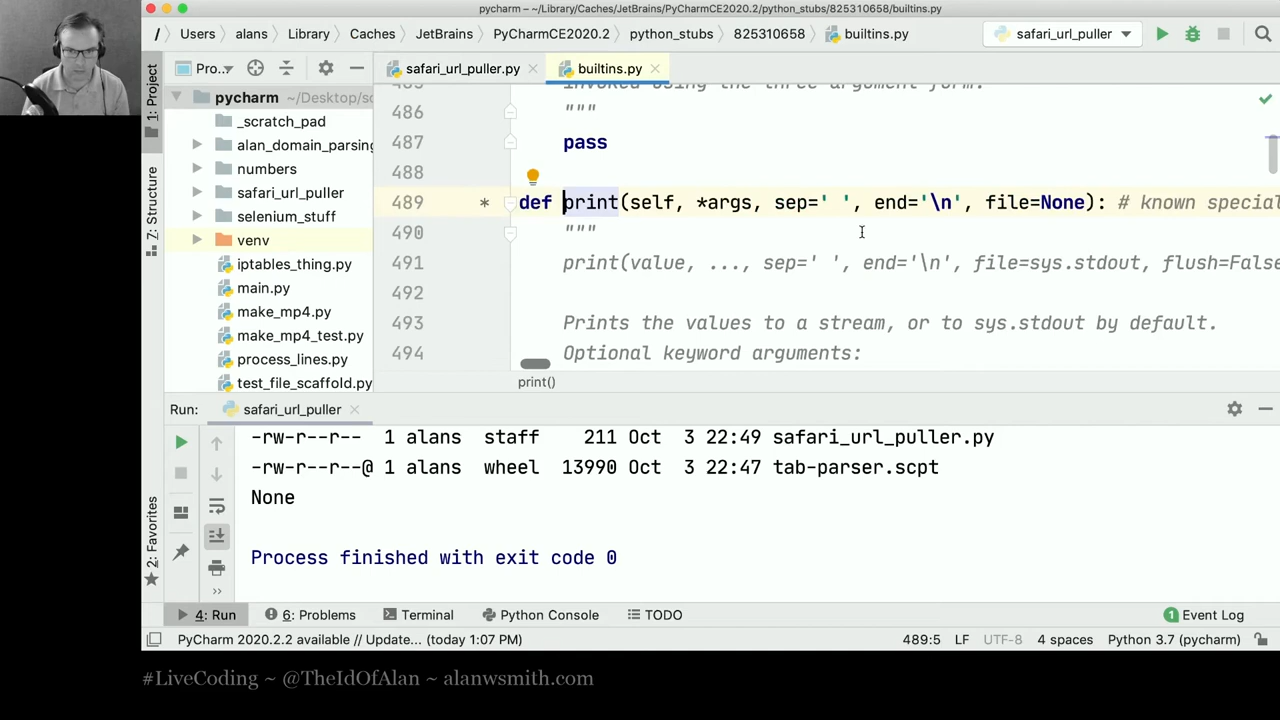 pycharm – ~/Library/Caches/JetBrains/PyCharmCE2020.2/python_stubs/825310658/builtins.py
/ Users alans Library Caches JetBrains PyCharmCE2020.2 python_stubs 825310658 builtins.py safari_url_puller
1: Project
Pro...
safari_url_puller.py
builtins.py
pycharm ~/Desktop/sc
_scratch_pad
alan_domain_parsing
numbers
safari_url_puller
selenium_stuff
venv
iptables_thing.py
main.py
make_mp4.py
make_mp4_test.py
process_lines.py
test_file_scaffold.py
7: Structure
2: Favorites
invoked using the three argument form.
486 """
487 pass
488
489 * def print(self, *args, sep=' ', end='\n', file=None): # known special
490 """
491 print(value, ..., sep=' ', end='\n', file=sys.stdout, flush=False
492
493 Prints the values to a stream, or to sys.stdout by default.
494 Optional keyword arguments:
print()
Run: safari_url_puller
-rw-r--r-- 1 alans staff 211 Oct 3 22:49 safari_url_puller.py
-rw-r--r--@ 1 alans wheel 13990 Oct 3 22:47 tab-parser.scpt
None
Process finished with exit code 0
4: Run 6: Problems Terminal Python Console TODO 1 Event Log
PyCharm 2020.2.2 available // Update... (today 1:07 PM) 489:5 LF UTF-8 4 spaces Python 3.7 (pycharm)
#LiveCoding ~ @TheIdOfAlan ~ alanwsmith.com